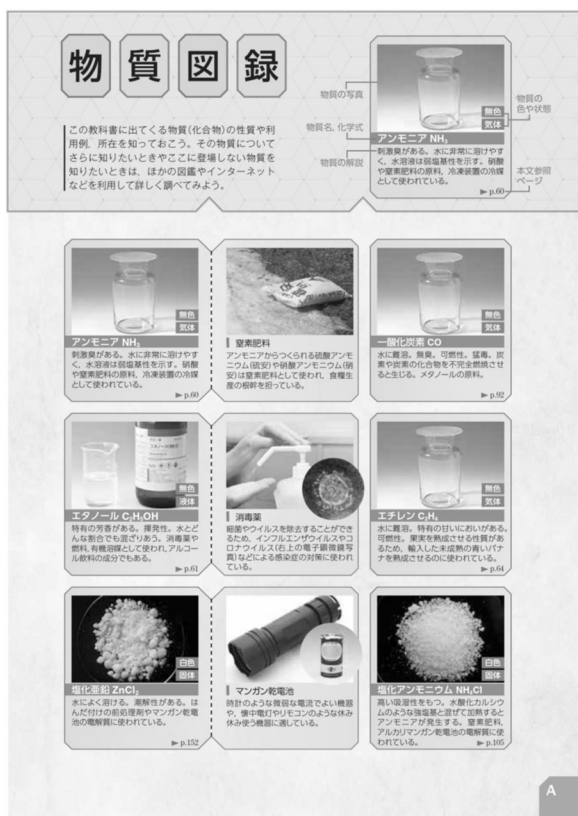 物質図録
この教科書に出てくる物質(化合物)の性質や利
用例，所在を知っておこう。その物質について
さらに知りたいときやここに登場しない物質を
知りたいときは，ほかの図鑑やインターネット
などを利用して詳しく調べてみよう。
物質の写真
物質名，化学式
物質の解説
物質の
色や状態
本文参照
ページ
無色
気体
アンモニア NH₃
刺激臭がある。水に非常に溶けやす
く，水溶液は弱塩基性を示す。硝酸
や窒素肥料の原料，冷凍装置の冷媒
として使われている。
▶p.60
無色
気体
アンモニア NH₃
刺激臭がある。水に非常に溶けやす
く，水溶液は弱塩基性を示す。硝酸
や窒素肥料の原料，冷凍装置の冷媒
として使われている。
▶p.60
窒素肥料
アンモニアからつくられる硫酸アンモ
ニウム(硫安)や硝酸アンモニウム(硝
安)は窒素肥料として使われ，食糧生
産の根幹を担っている。
無色
気体
一酸化炭素 CO
水に難溶。無臭。可燃性。猛毒。炭
素や炭素の化合物を不完全燃焼させ
ると生じる。メタノールの原料。
▶p.92
無色
液体
エタノール C₂H₅OH
特有の芳香がある。揮発性。水とど
んな割合でも混ざりあう。消毒薬や
燃料，有機溶媒として使われ，アルコー
ル飲料の成分でもある。
▶p.61
消毒薬
細菌やウイルスを除去することができ
るため，インフルエンザウイルスやコ
ロナウイルス(右上の電子顕微鏡写
真)などによる感染症の対策に使われ
ている。
無色
気体
エチレン C₂H₄
水に難溶。特有の甘いにおいがある。
可燃性。果実を熟成させる性質があ
るため，輸入した未成熟の青いバナ
ナを熟成させるのに使われている。
▶p.64
白色
固体
塩化亜鉛 ZnCl₂
水によく溶ける。潮解性がある。は
んだ付けの前処理剤やマンガン乾電
池の電解質に使われている。
▶p.152
マンガン乾電池
時計のような微弱な電流でよい機器
や，懐中電灯やリモコンのような休み
休み使う機器に適している。
白色
固体
塩化アンモニウム NH₄Cl
高い吸湿性をもつ。水酸化カルシウ
ムのような強塩基と混ぜて加熱すると
アンモニアが発生する。窒素肥料，
アルカリマンガン乾電池の電解質に使
われている。
▶p.105
A